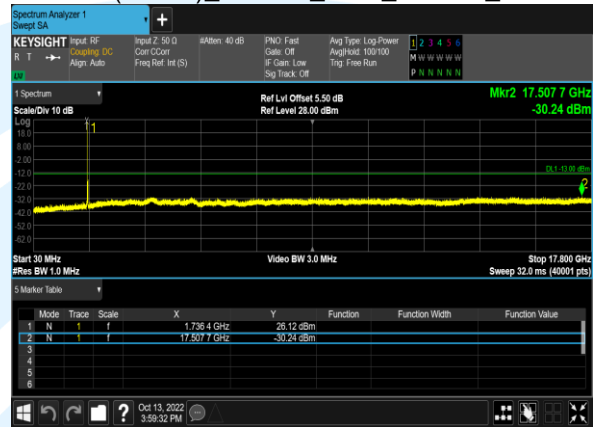 Spectrum Analyzer 1
Swept SA
KEYSIGHT
R T
LU
Input: RF
Coupling: DC
Align: Auto
Input Z: 50 Ω
Corr CCorr
Freq Ref: Int (S)
#Atten: 40 dB
PNO: Fast
Gate: Off
IF Gain: Low
Sig Track: Off
Avg Type: Log-Power
Avg|Hold: 100/100
Trig: Free Run
1 2 3 4 5 6
M W W W W W
P N N N N N
1 Spectrum
Scale/Div 10 dB
Ref Lvl Offset 5.50 dB
Ref Level 28.00 dBm
Mkr2 17.507 7 GHz
-30.24 dBm
Log
18.0
8.00
-2.00
-12.0
-22.0
-32.0
-42.0
-52.0
-62.0
1
DL1 -13.00 dBm
2
Start 30 MHz
#Res BW 1.0 MHz
Video BW 3.0 MHz
Stop 17.800 GHz
Sweep 32.0 ms (40001 pts)
5 Marker Table
Mode Trace Scale X Y Function Function Width Function Value
1 N 1 f 1.736 4 GHz 26.12 dBm
2 N 1 f 17.507 7 GHz -30.24 dBm
3
4
5
6
Oct 13, 2022
3:59:32 PM